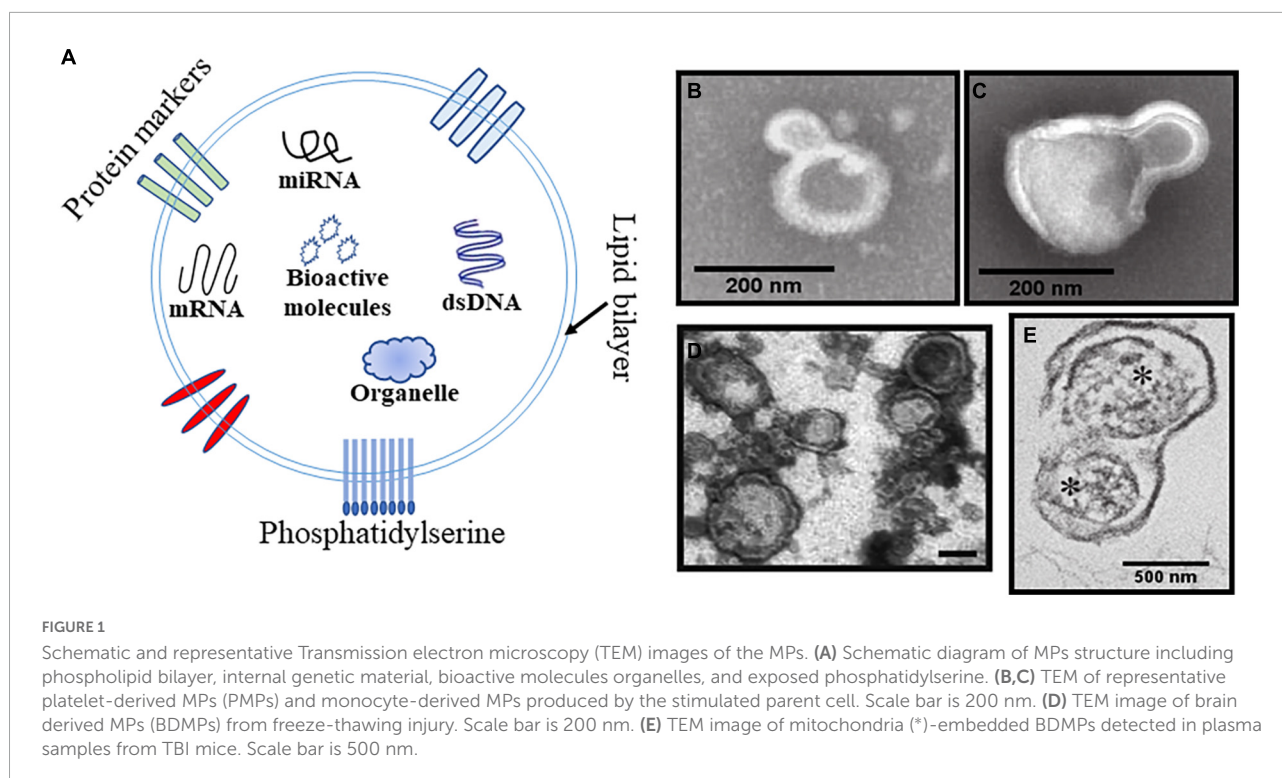 A
Protein markers
miRNA
mRNA
Bioactive
molecules
dsDNA
Organelle
Lipid bilayer
Phosphatidylserine
B
200 nm
C
200 nm
D
E
*
*
500 nm
FIGURE 1
Schematic and representative Transmission electron microscopy (TEM) images of the MPs. (A) Schematic diagram of MPs structure including
phospholipid bilayer, internal genetic material, bioactive molecules organelles, and exposed phosphatidylserine. (B,C) TEM of representative
platelet-derived MPs (PMPs) and monocyte-derived MPs produced by the stimulated parent cell. Scale bar is 200 nm. (D) TEM image of brain
derived MPs (BDMPs) from freeze-thawing injury. Scale bar is 200 nm. (E) TEM image of mitochondria (*)-embedded BDMPs detected in plasma
samples from TBI mice. Scale bar is 500 nm.